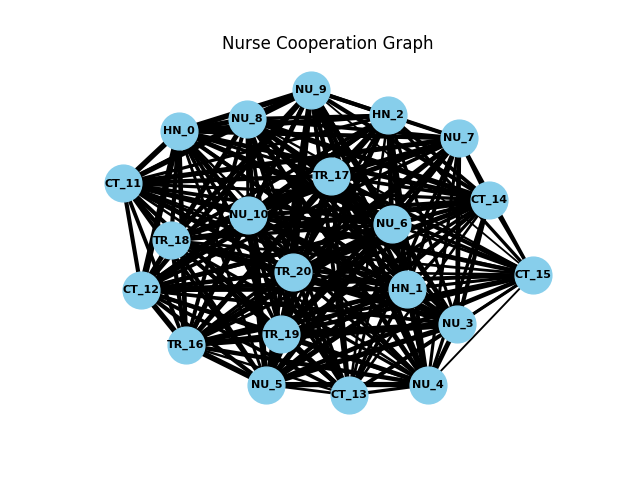 Nurse Cooperation Graph
NU_9
HN_2
NU_8
HN_0
NU_7
TR_17
CT_11
CT_14
NU_10
NU_6
TR_18
TR_20
CT_15
HN_1
CT_12
NU_3
TR_19
TR_16
NU_5
NU_4
CT_13